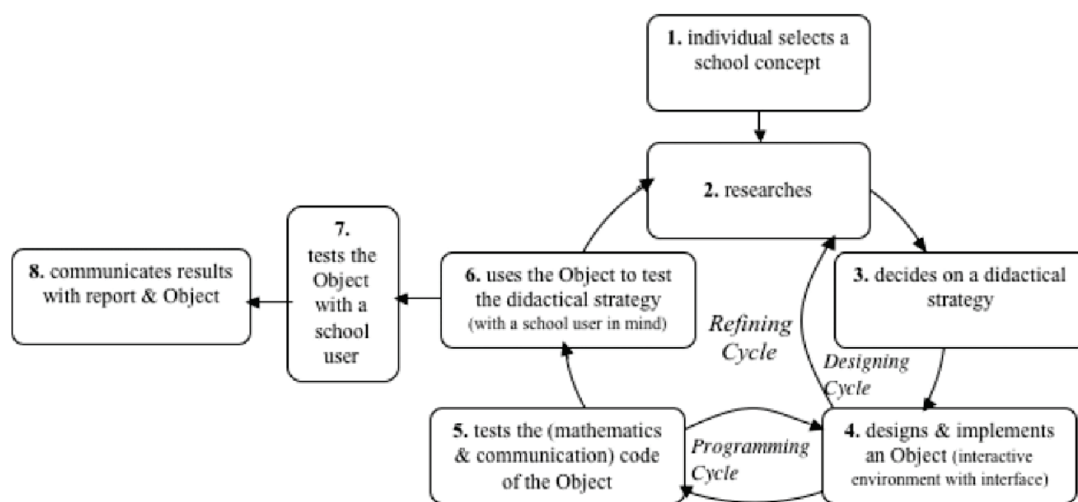 1. individual selects a
school concept
2. researches
3. decides on a didactical
strategy
4. designs & implements
an Object (interactive
environment with interface)
5. tests the (mathematics
& communication) code
of the Object
6. uses the Object to test
the didactical strategy
(with a school user in mind)
7.
tests the
Object
with a
school
user
8. communicates results
with report & Object
Refining
Cycle
Designing
Cycle
Programming
Cycle